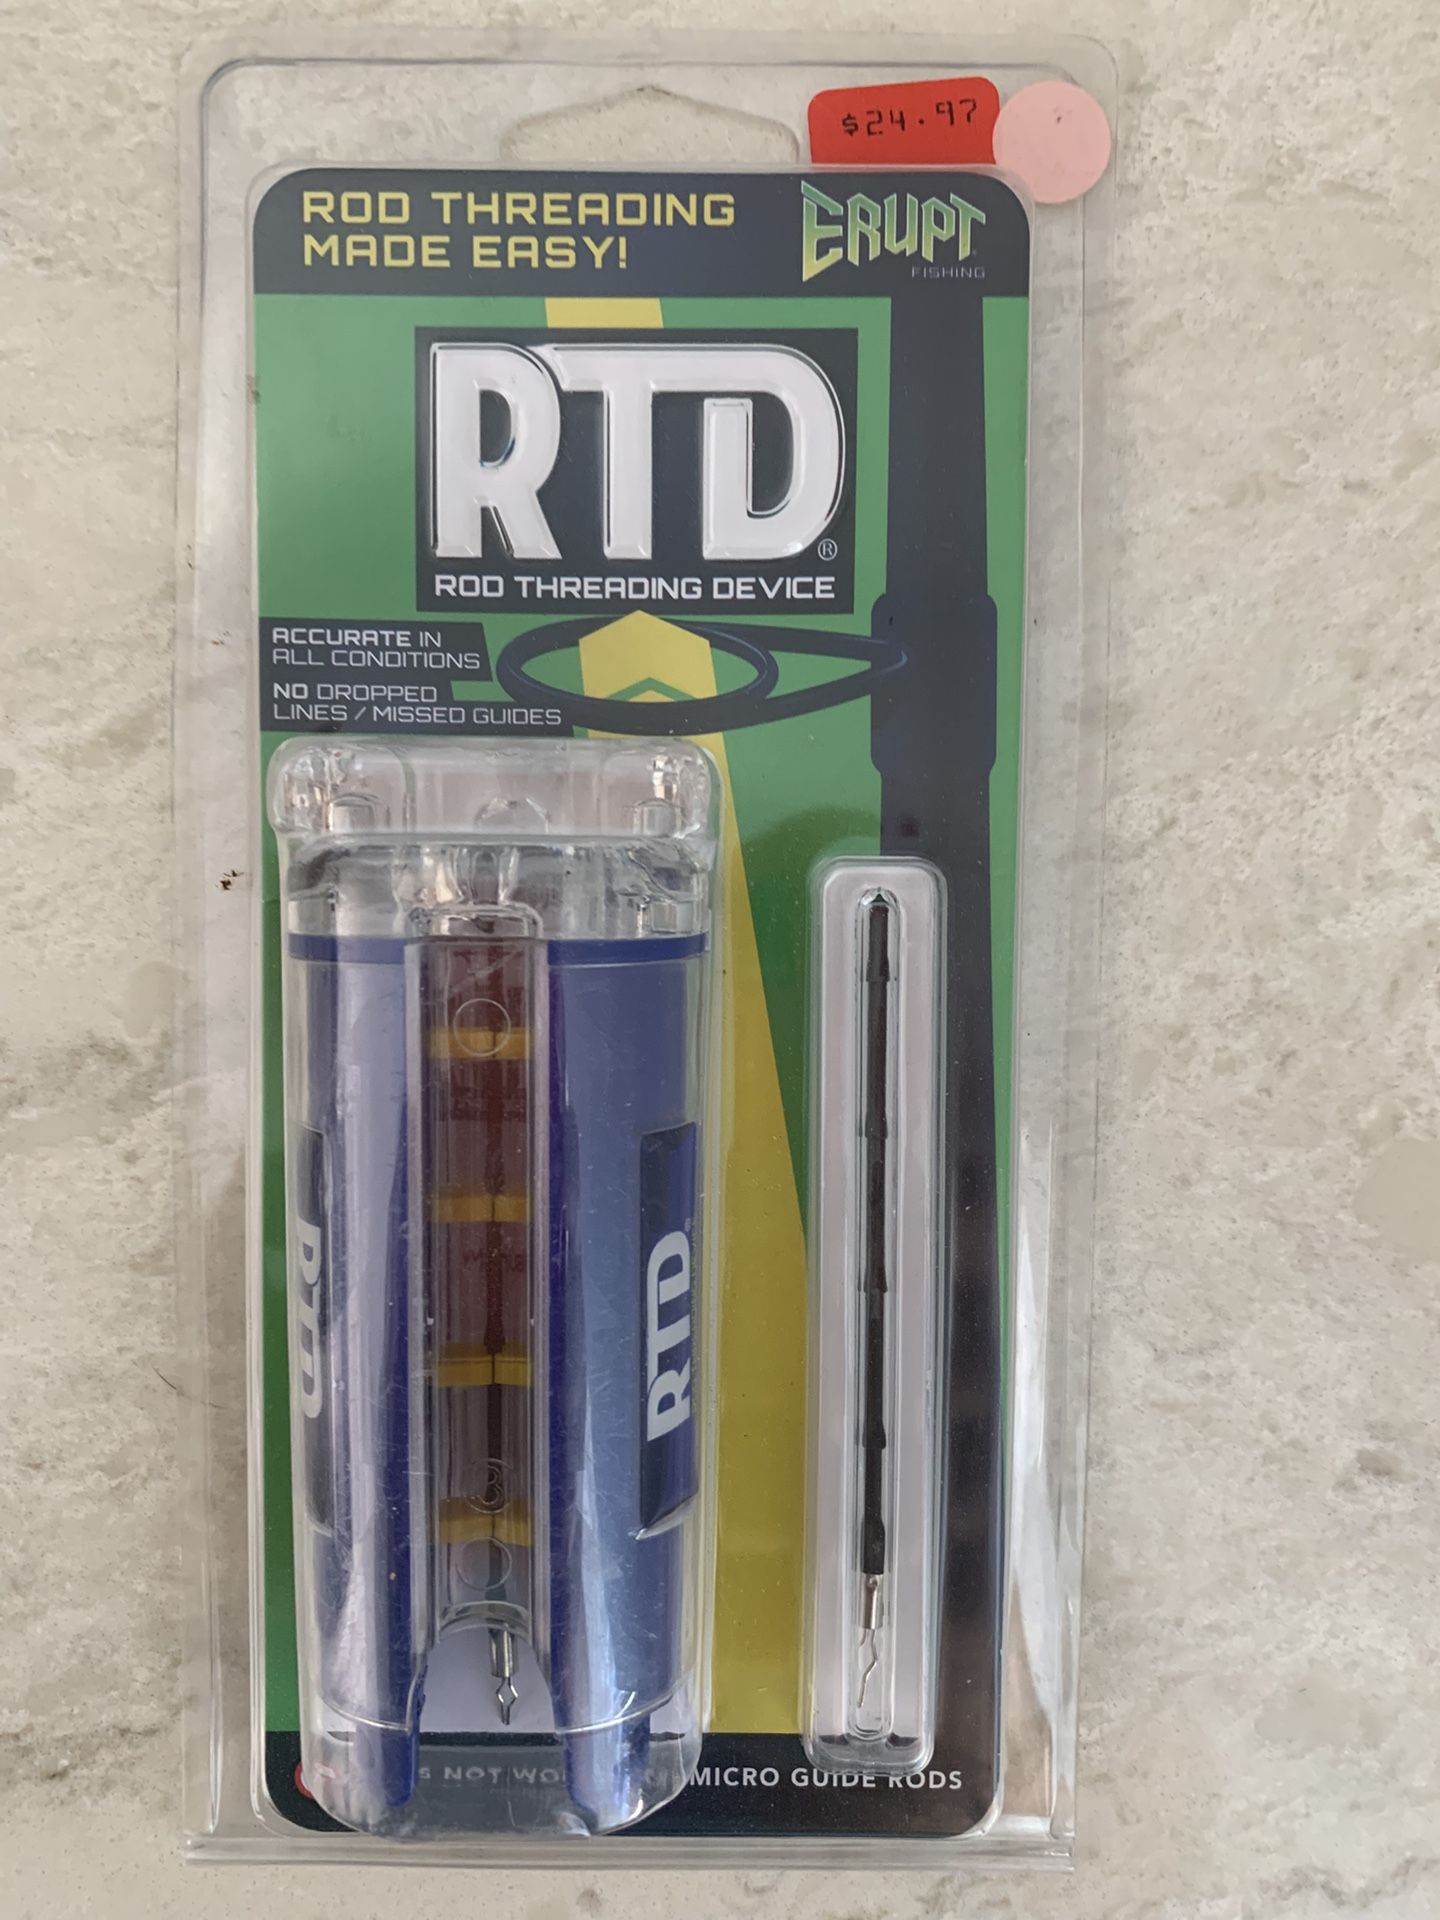 $24.97
ROD THREADING
MADE EASY!
ERUPT
FISHING
RTD®
ROD THREADING DEVICE
ACCURATE IN
ALL CONDITIONS
NO DROPPED
LINES / MISSED GUIDES
RTD
RTD
NOT MICRO GUIDE RODS